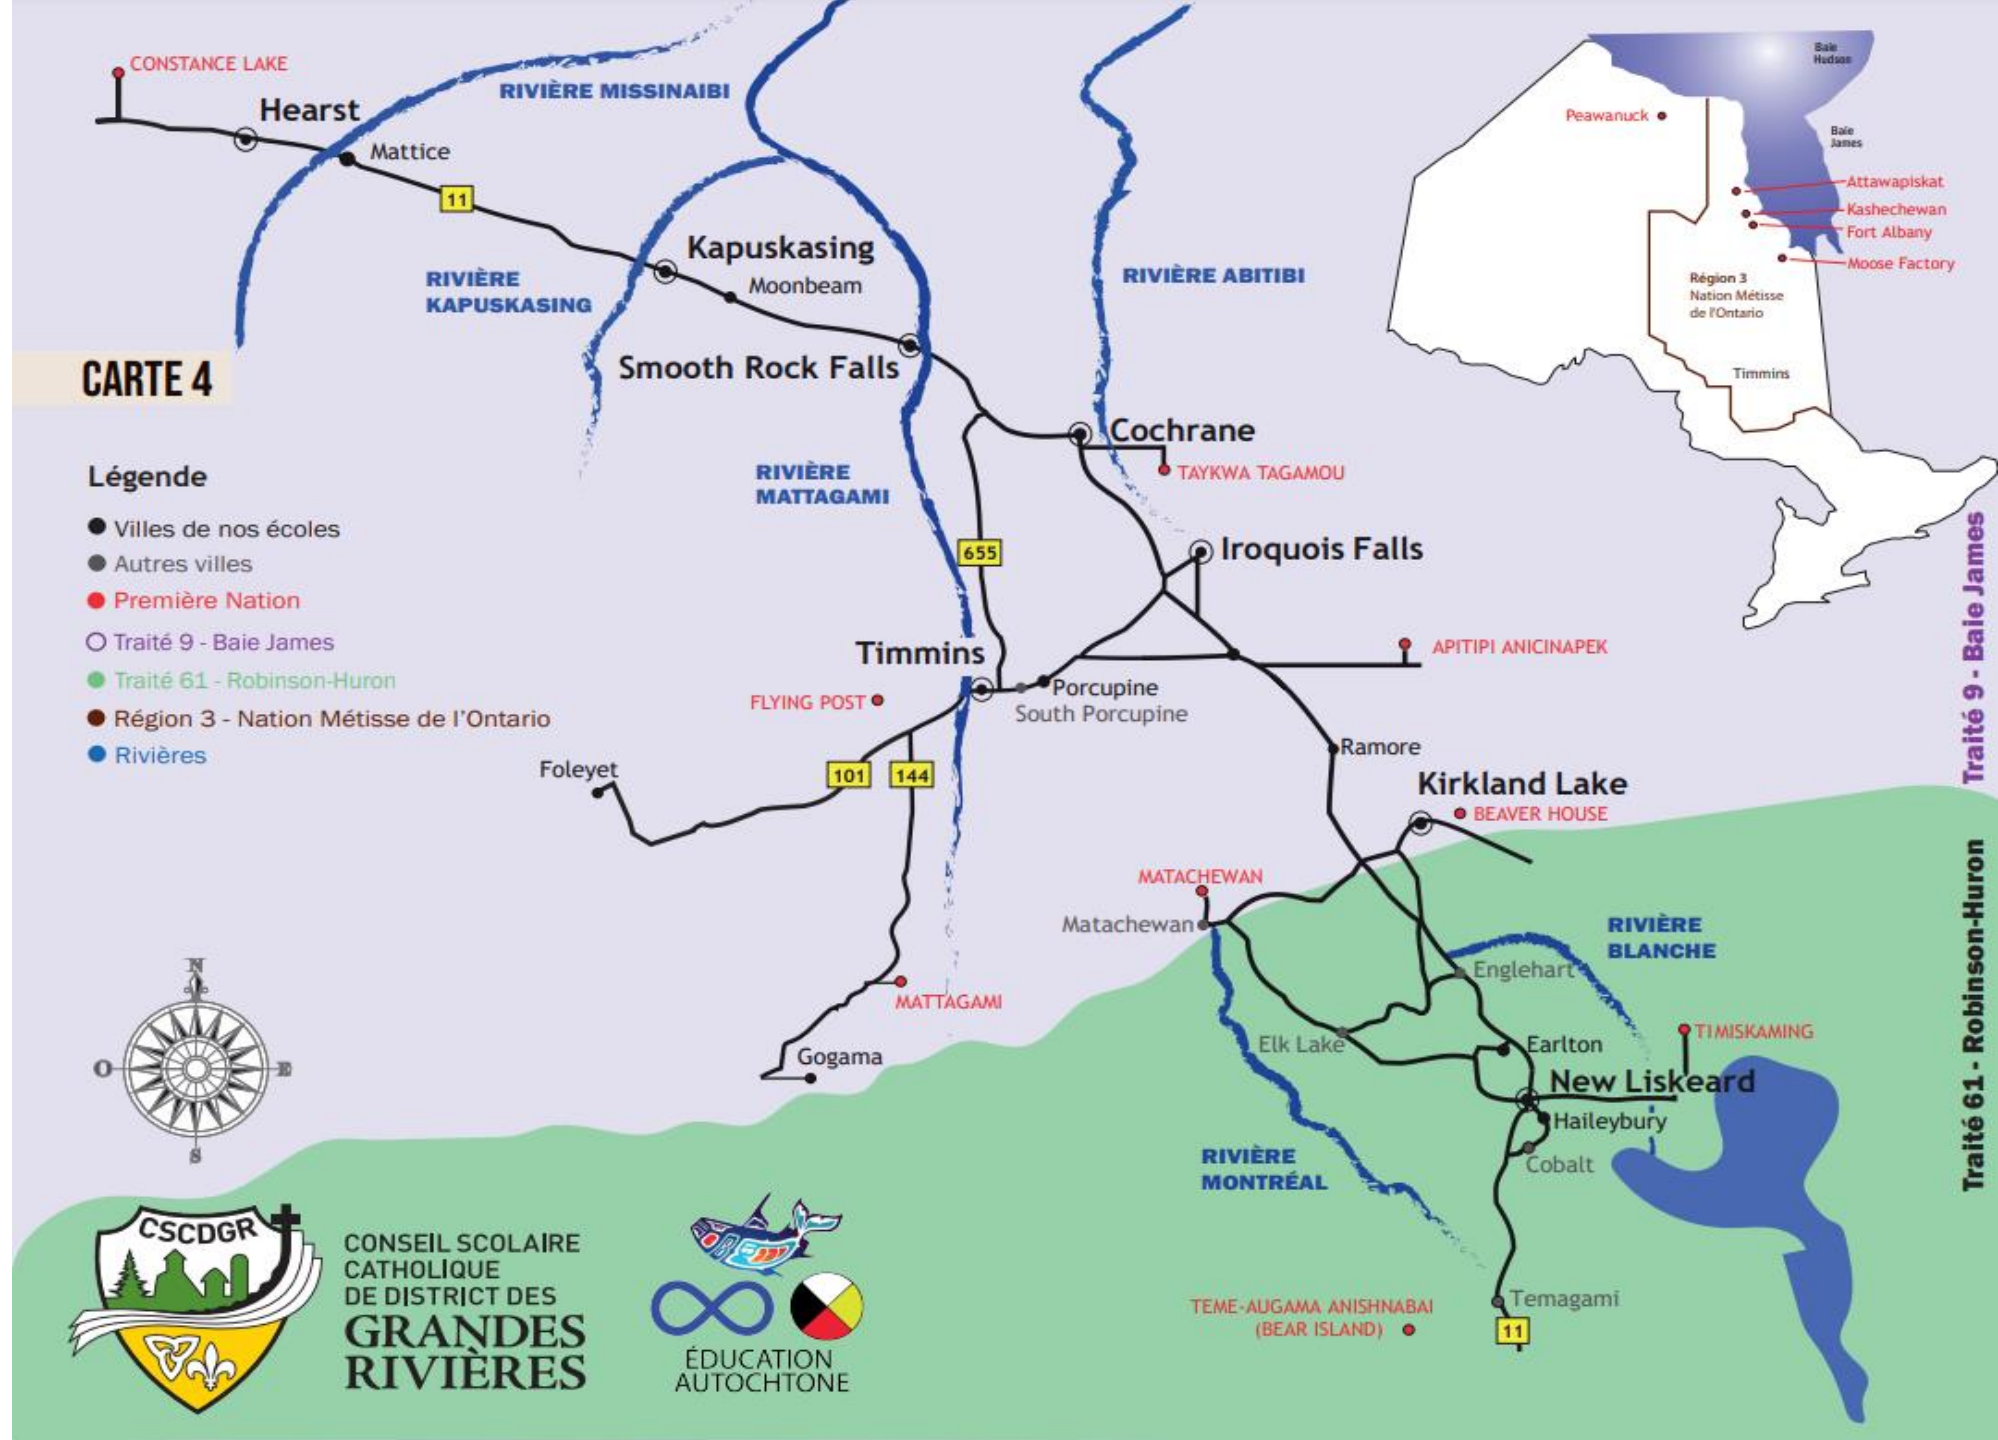 CONSTANCE LAKE
Hearst
Mattice
RIVIÈRE MISSINAIBI
11
Kapuskasing
Moonbeam
RIVIÈRE
KAPUSKASING
RIVIÈRE ABITIBI
Smooth Rock Falls
Cochrane
TAYKWA TAGAMOU
RIVIÈRE
MATTAGAMI
655
Iroquois Falls
Timmins
FLYING POST
Porcupine
South Porcupine
APITIPI ANICINAPEK
Foleyet
101
144
Ramore
Kirkland Lake
BEAVER HOUSE
MATACHEWAN
Matachewan
RIVIÈRE
BLANCHE
Englehart
MATTAGAMI
Gogama
Elk Lake
Earlton
TIMISKAMING
New Liskeard
Haileybury
Cobalt
RIVIÈRE
MONTRÉAL
TEME-AUGAMA ANISHNABAI
(BEAR ISLAND)
Temagami
11
Baie
Hudson
Peawanuck
Baie
James
Attawapiskat
Kashechewan
Fort Albany
Moose Factory
Région 3
Nation Métisse
de l'Ontario
Timmins
Traité 9 - Baie James
Traité 61 - Robinson-Huron
CARTE 4
Légende
Villes de nos écoles
Autres villes
Première Nation
Traité 9 - Baie James
Traité 61 - Robinson-Huron
Région 3 - Nation Métisse de l'Ontario
Rivières
N
O
E
S
CSCDGR
CONSEIL SCOLAIRE
CATHOLIQUE
DE DISTRICT DES
GRANDES
RIVIÈRES
ÉDUCATION
AUTOCHTONE